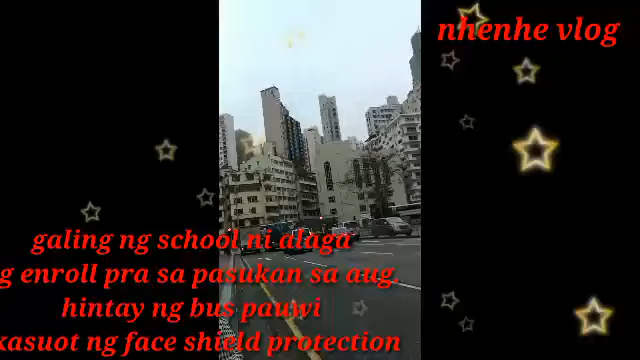 nhenhe vlog
galing ng school ni alaga
g enroll pra sa pasukan sa aug.
hintay ng bus pauwi
kasuot ng face shield protection